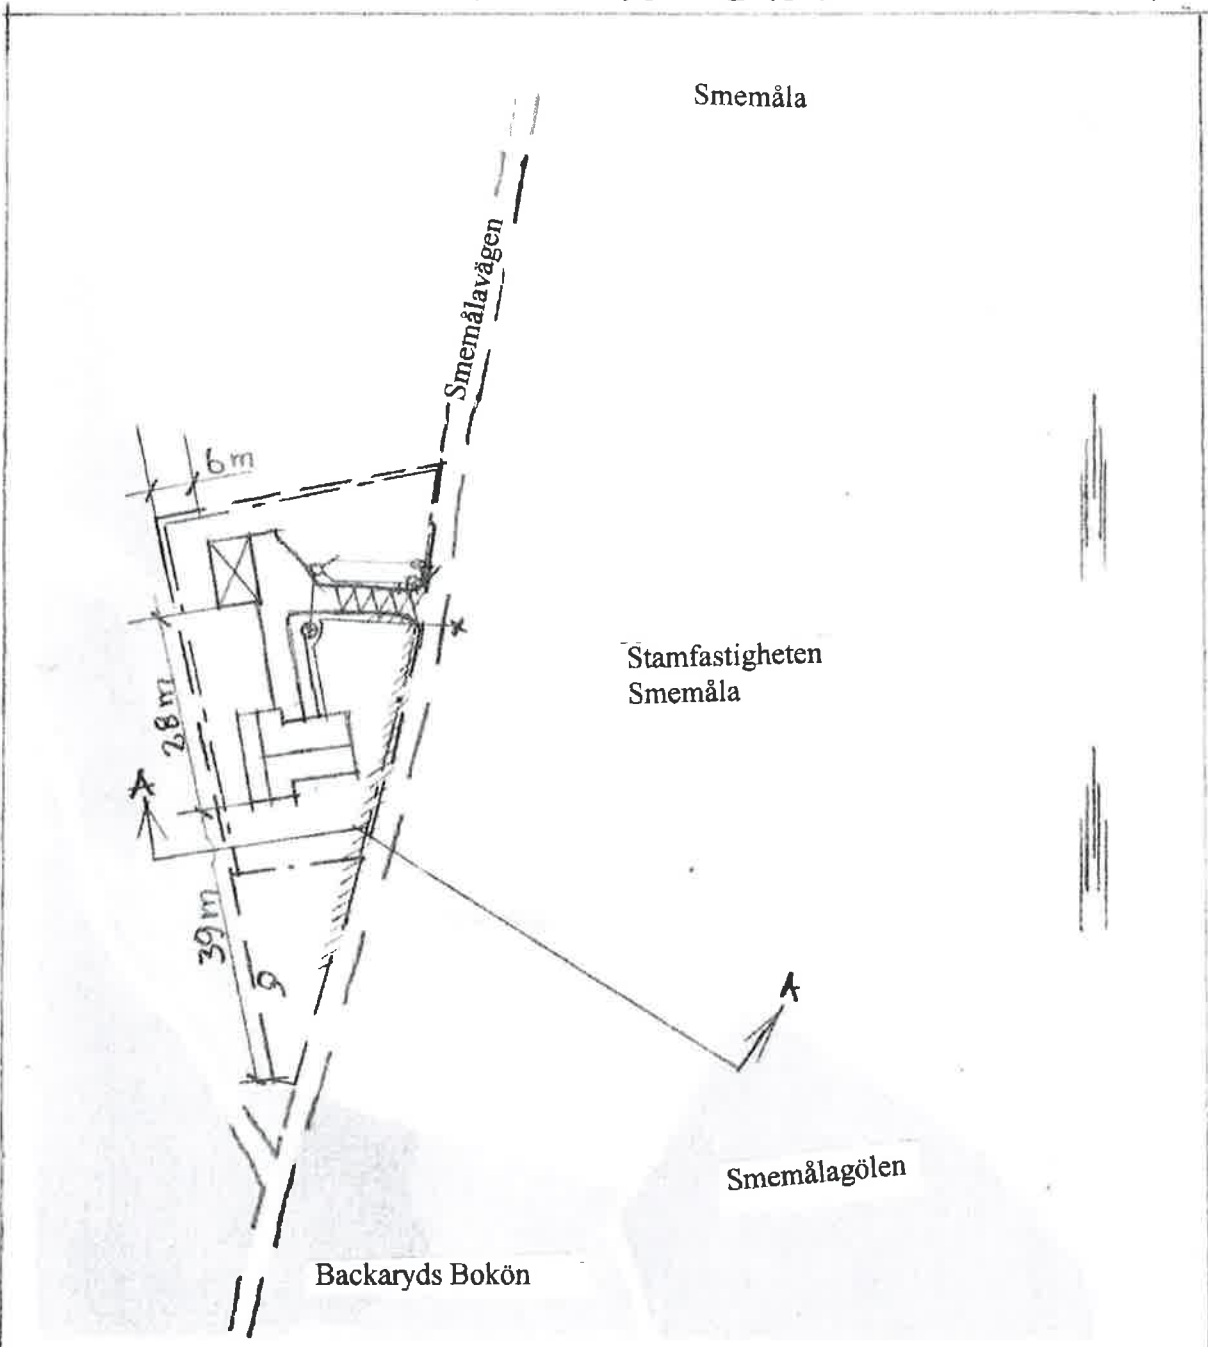 Smemåla
Smemålavägen
6 m
Stamfastigheten
Smemåla
28 m
A
39 m
A
Smemålagölen
Backaryds Bokön